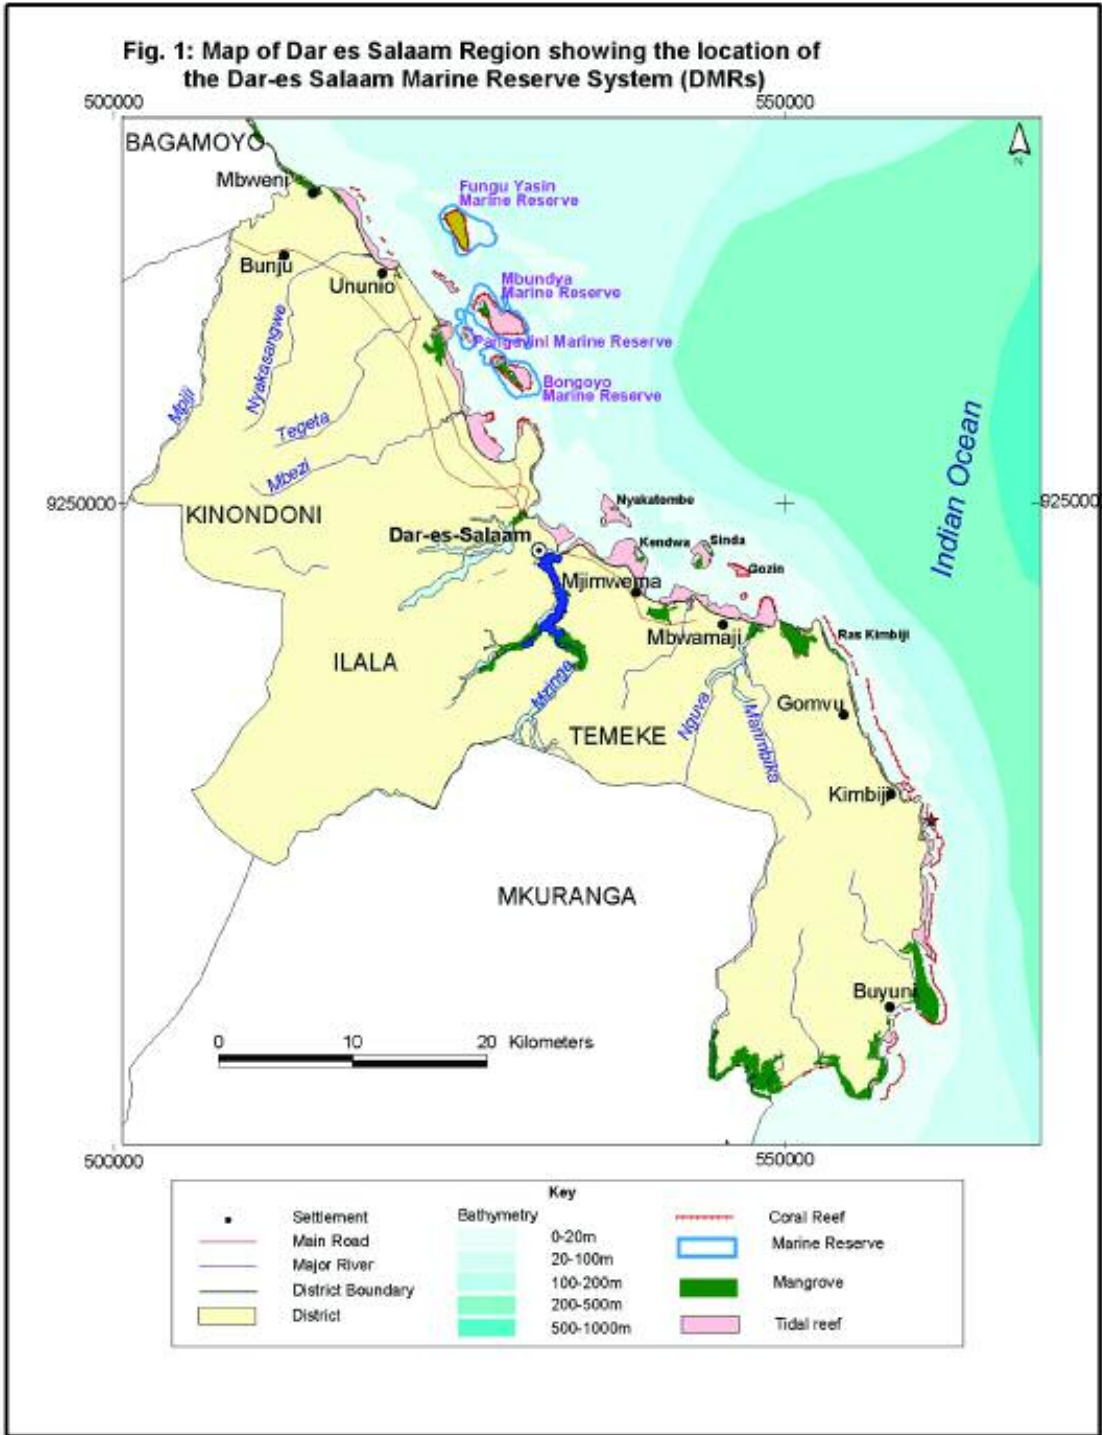 Fig. 1: Map of Dar es Salaam Region showing the location of
the Dar-es Salaam Marine Reserve System (DMRs)
500000
550000
BAGAMOYO
N
Mbweni
Fungu Yasin
Marine Reserve
Bunju
Ununio
Mbundya
Marine Reserve
Pangavini Marine Reserve
Nyakasangwe
Mpiji
Bongoyo
Marine Reserve
Tegeta
Mbezi
Indian Ocean
9250000
925000
KINONDONI
Nyakatombe
Dar-es-Salaam
Kendwa
Sinda
Gozin
Mjimwema
Mbwamaji
Ras Kimbiji
ILALA
Mzinga
Nguva
Gomvu
TEMEKE
Kimbiji
MKURANGA
Buyuni
0 10 20 Kilometers
500000
550000
Key
Settlement
Main Road
Major River
District Boundary
District
Bathymetry
0-20m
20-100m
100-200m
200-500m
500-1000m
Coral Reef
Marine Reserve
Mangrove
Tidal reef